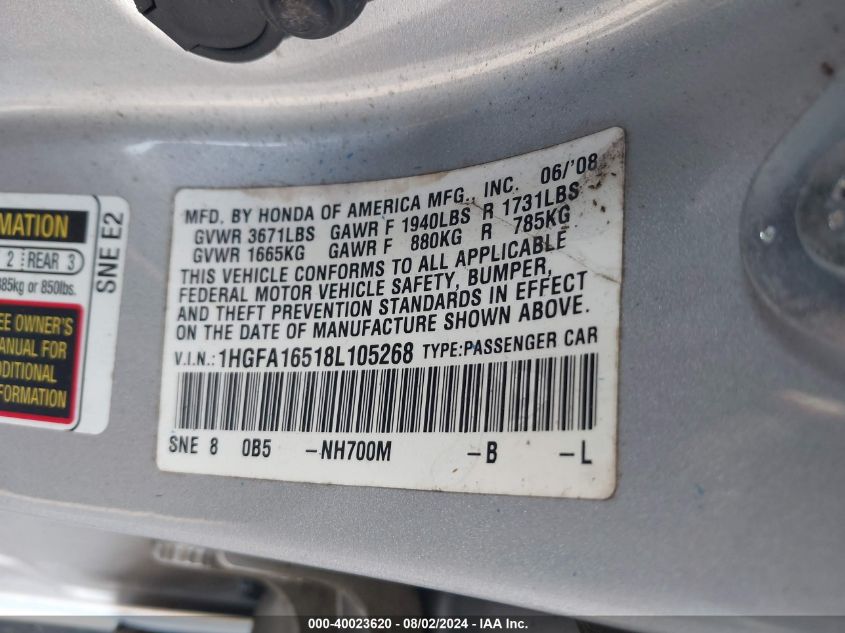 MFD. BY HONDA OF AMERICA MFG., INC. 06/'08
GVWR 3671LBS GAWR F 1940LBS R 1731LBS
GVWR 1665KG GAWR F 880KG R 785KG
THIS VEHICLE CONFORMS TO ALL APPLICABLE
FEDERAL MOTOR VEHICLE SAFETY, BUMPER,
AND THEFT PREVENTION STANDARDS IN EFFECT
ON THE DATE OF MANUFACTURE SHOWN ABOVE.
V.I.N.: 1HGFA16518L105268 TYPE:PASSENGER CAR
SNE 8 0B5 -NH700M -B -L
MATION
2 REAR 3
385kg or 850lbs.
SNE E2
EE OWNER'S
ANUAL FOR
DDITIONAL
FORMATION
000-40023620 - 08/02/2024 - IAA Inc.